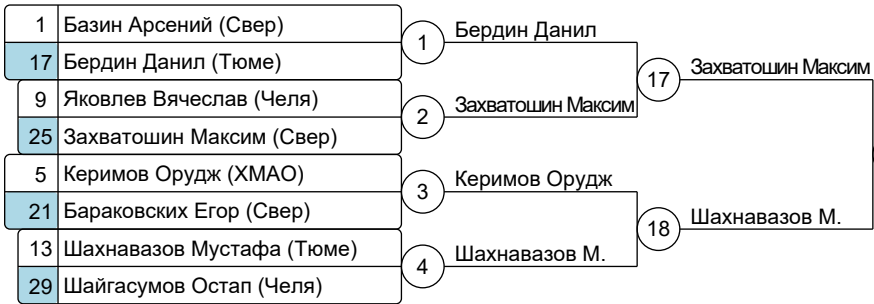 1 Базин Арсений (Свер)
17 Бердин Данил (Тюме)
9 Яковлев Вячеслав (Челя)
25 Захватошин Максим (Свер)
5 Керимов Орудж (ХМАО)
21 Бараковских Егор (Свер)
13 Шахнавазов Мустафа (Тюме)
29 Шайгасумов Остап (Челя)
1 Бердин Данил
2 Захватошин Максим
3 Керимов Орудж
4 Шахнавазов М.
17 Захватошин Максим
18 Шахнавазов М.